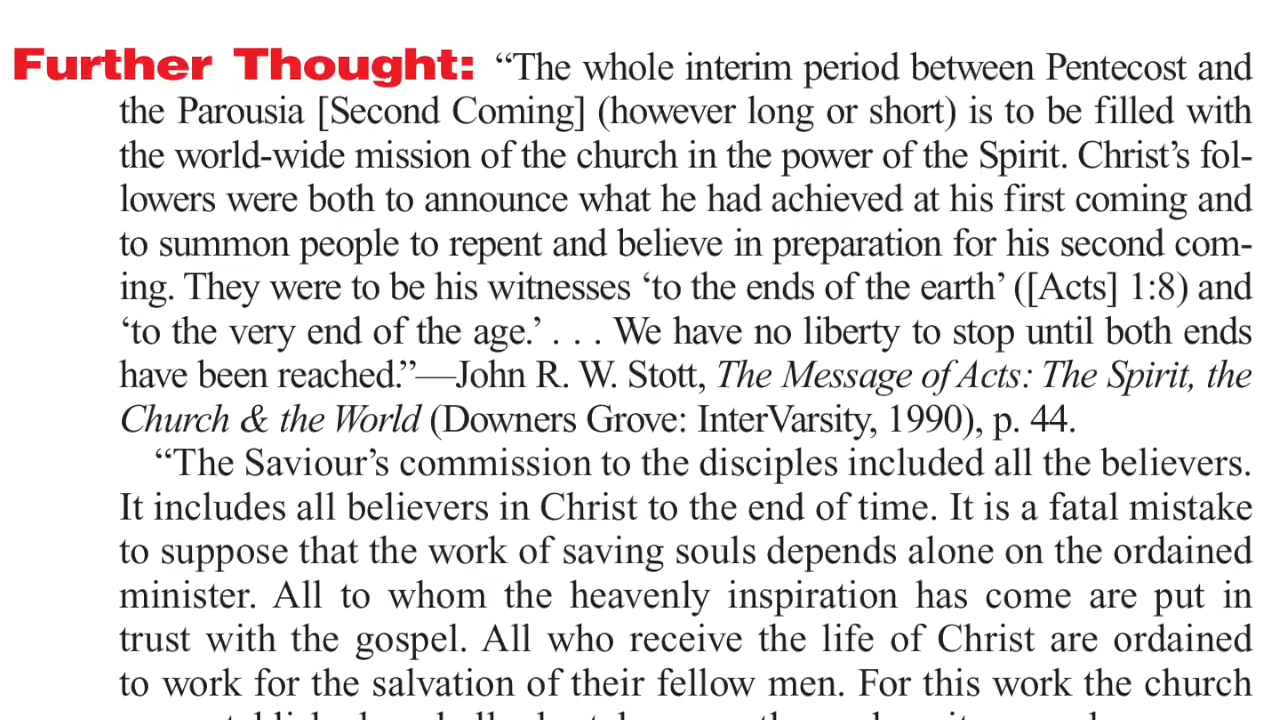 Further Thought: “The whole interim period between Pentecost and
the Parousia [Second Coming] (however long or short) is to be filled with
the world-wide mission of the church in the power of the Spirit. Christ’s fol-
lowers were both to announce what he had achieved at his first coming and
to summon people to repent and believe in preparation for his second com-
ing. They were to be his witnesses ‘to the ends of the earth’ ([Acts] 1:8) and
‘to the very end of the age.’ . . . We have no liberty to stop until both ends
have been reached.”—John R. W. Stott, The Message of Acts: The Spirit, the
Church & the World (Downers Grove: InterVarsity, 1990), p. 44.
“The Saviour’s commission to the disciples included all the believers.
It includes all believers in Christ to the end of time. It is a fatal mistake
to suppose that the work of saving souls depends alone on the ordained
minister. All to whom the heavenly inspiration has come are put in
trust with the gospel. All who receive the life of Christ are ordained
to work for the salvation of their fellow men. For this work the church